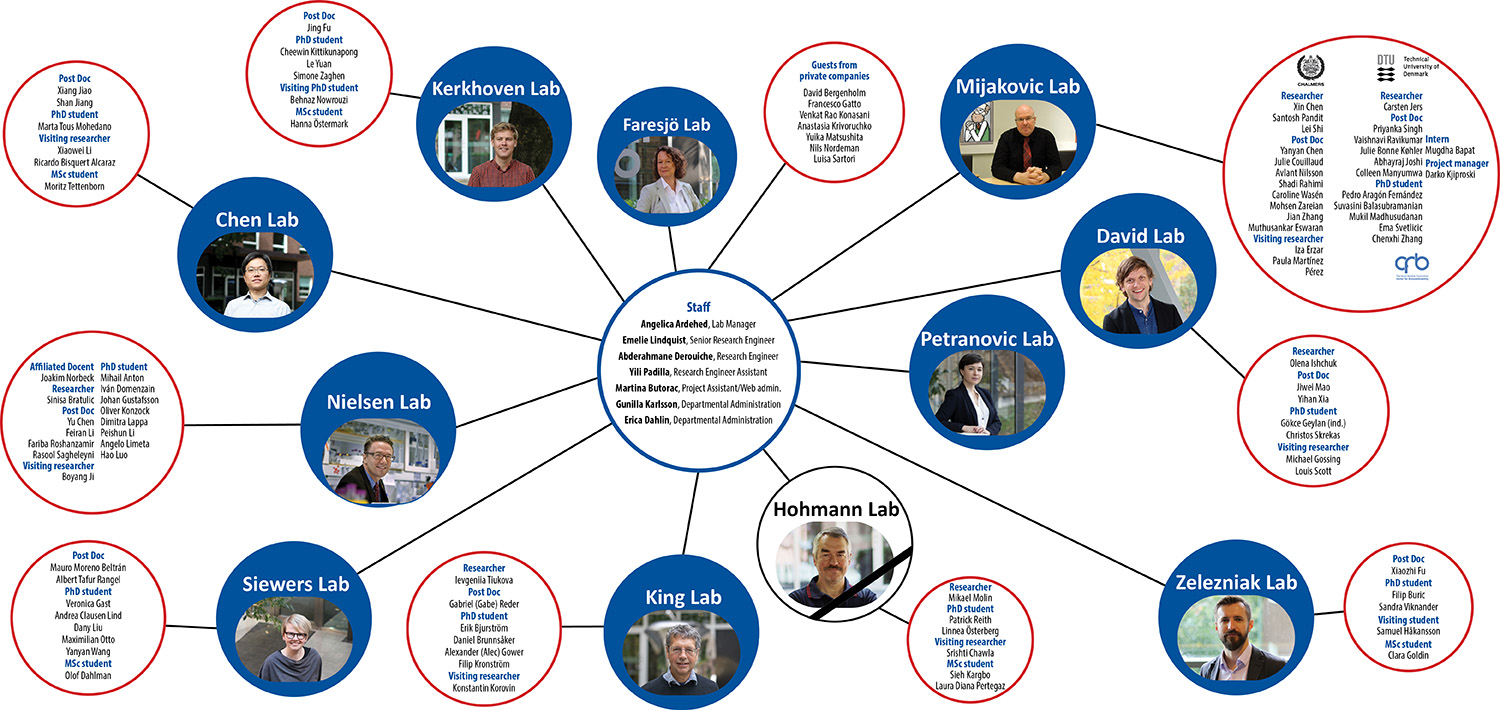 Post Doc
Jing Fu
PhD student
Cheewin Kittikunapong
Le Yuan
Simone Zaghen
Visiting PhD student
Behnaz Nowrouzi
MSc student
Hanna Östermark
Kerkhoven Lab
Faresjö Lab
Guests from
private companies
David Bergenholm
Francesco Gatto
Venkat Rao Konasani
Anastasia Krivoruchko
Yuika Matsushita
Nils Nordeman
Luisa Sartori
Mijakovic Lab
CHALMERS
Researcher
Xin Chen
Santosh Pandit
Lei Shi
Post Doc
Yanyan Chen
Julie Couillaud
Avlant Nilsson
Shadi Rahimi
Caroline Wasén
Mohsen Zareian
Jian Zhang
Muthusankar Eswaran
Visiting researcher
Iza Erzar
Paula Martínez
Pérez
DTU
Technical
University of
Denmark
Researcher
Carsten Jers
Post Doc
Priyanka Singh
Vaishnavi Ravikumar
Julie Bonne Køhler
Abhayraj Joshi
Colleen Manyumwa
PhD student
Pedro Aragón Fernández
Suvasini Balasubramanian
Mukil Madhusudanan
Ema Svetlicic
Chenxhi Zhang
Intern
Mugdha Bapat
Project manager
Darko Kjiproski
Post Doc
Xiang Jiao
Shan Jiang
PhD student
Marta Tous Mohedano
Visiting researcher
Xiaowei Li
Ricardo Bisquert Alcaraz
MSc student
Moritz Tettenborn
Chen Lab
David Lab
Researcher
Olena Ishchuk
Post Doc
Jiwei Mao
Yihan Xia
PhD student
Gökce Geylan (ind.)
Christos Skrekas
Visiting researcher
Michael Gossing
Louis Scott
Petranovic Lab
Staff
Angelica Ardehed, Lab Manager
Emelie Lindquist, Senior Research Engineer
Abderahmane Derouiche, Research Engineer
Yili Padilla, Research Engineer Assistant
Martina Butorac, Project Assistant/Web admin.
Gunilla Karlsson, Departmental Administration
Erica Dahlin, Departmental Administration
Affiliated Docent
Joakim Norbeck
Researcher
Sinisa Bratulic
Post Doc
Yu Chen
Feiran Li
Fariba Roshanzamir
Rasool Sagheleyni
Visiting researcher
Boyang Ji
PhD student
Mihail Anton
Iván Domenzain
Johan Gustafsson
Oliver Konzock
Dimitra Lappa
Peishun Li
Angelo Limeta
Hao Luo
Nielsen Lab
Hohmann Lab
Researcher
Mikael Molin
PhD student
Patrick Reith
Linnea Österberg
Visiting researcher
Srishti Chawla
MSc student
Sieh Kargbo
Laura Diana Pertegaz
Post Doc
Mauro Moreno Beltrán
Albert Tafur Rangel
PhD student
Veronica Gast
Andrea Clausen Lind
Dany Liu
Maximilian Otto
Yanyan Wang
MSc student
Olof Dahlman
Siewers Lab
Researcher
Ievgeniia Tiukova
Post Doc
Gabriel (Gabe) Reder
PhD student
Erik Bjurström
Daniel Brunnsåker
Alexander (Alec) Gower
Filip Kronström
Visiting researcher
Konstantin Korovin
King Lab
Zelezniak Lab
Post Doc
Xiaozhi Fu
PhD student
Filip Buric
Sandra Viknander
Visiting student
Samuel Håkansson
MSc student
Clara Goldin